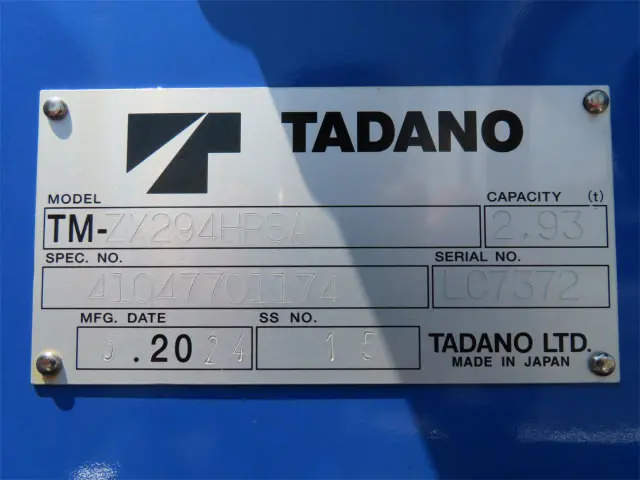 TADANO
MODEL CAPACITY (t)
TM-ZX294HRSA 2.93
SPEC. NO. SERIAL NO.
41047701174 LC7372
MFG. DATE SS NO.
.2024 15
TADANO LTD.
MADE IN JAPAN